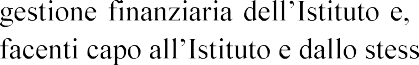 gestione finanziaria dell'Istituto e,
facenti capo all'Istituto e dallo stess